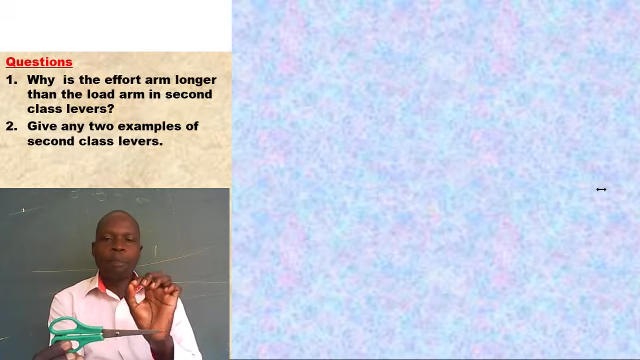 Questions
1. Why is the effort arm longer
than the load arm in second
class levers?
2. Give any two examples of
second class levers.